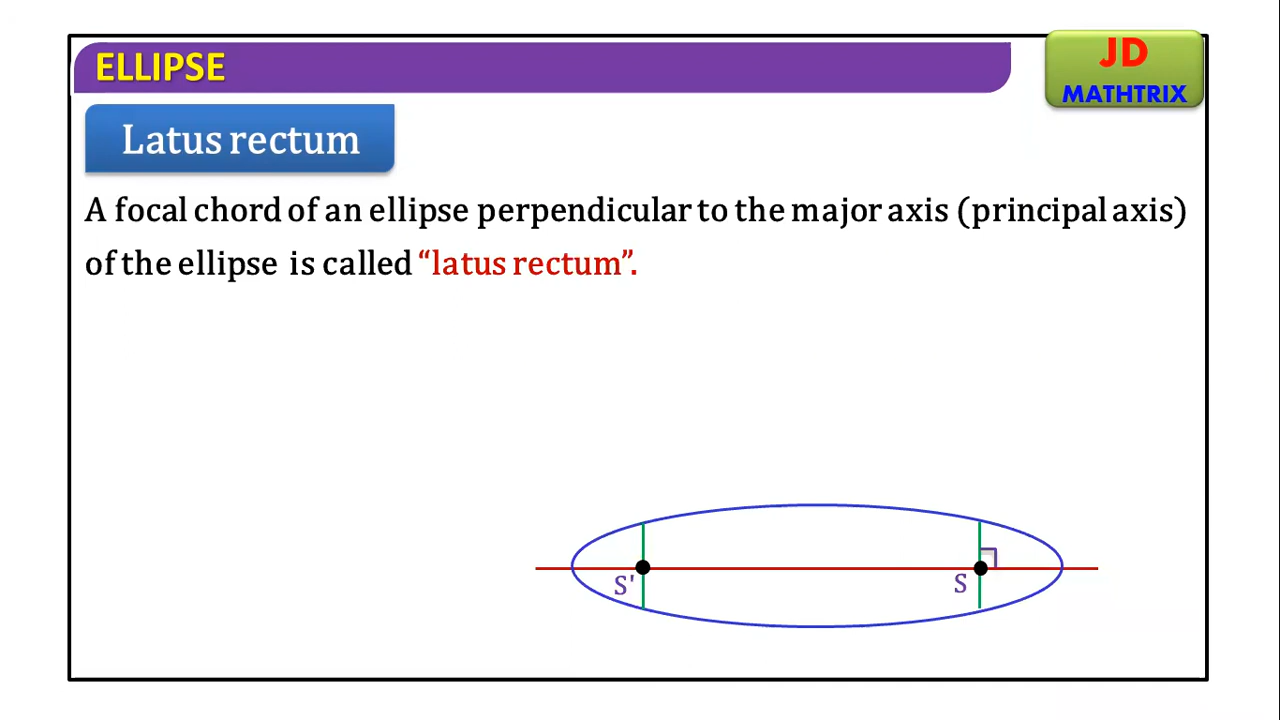 ELLIPSE
JD
MATHTRIX
Latus rectum
A focal chord of an ellipse perpendicular to the major axis (principal axis)
of the ellipse is called “latus rectum”.
S'
S